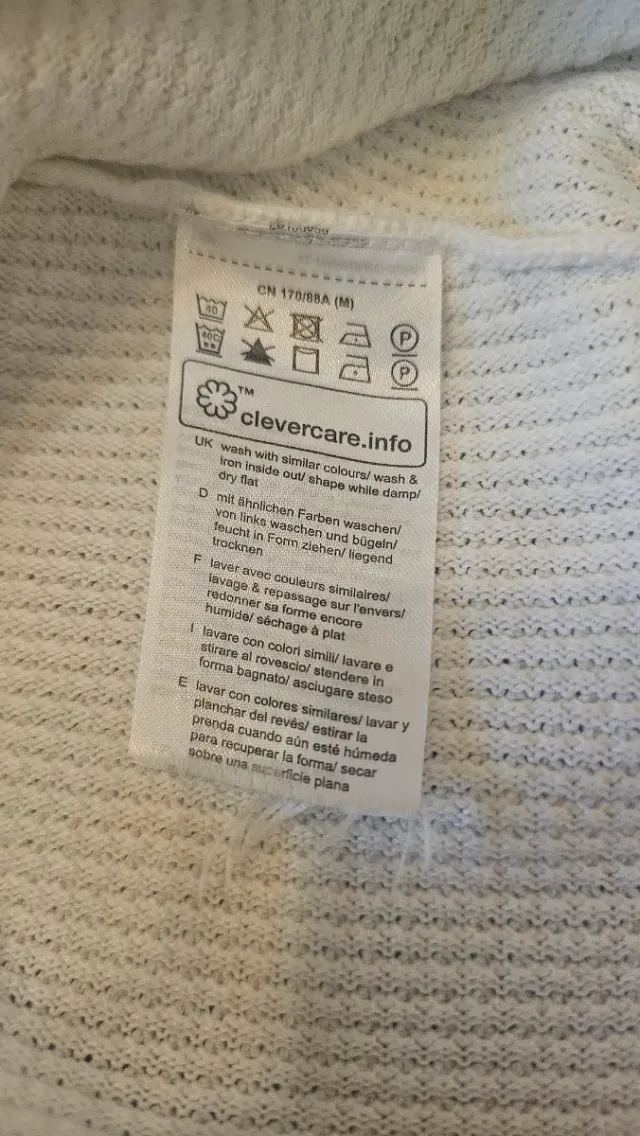 CN 170/88A (M)
40 P
40C P
™
clevercare.info
UK wash with similar colours/ wash &
iron inside out/ shape while damp/
dry flat
D mit ähnlichen Farben waschen/
von links waschen und bügeln/
feucht in Form ziehen/ liegend
trocknen
F laver avec couleurs similaires/
lavage & repassage sur l'envers/
redonner sa forme encore
humide/ séchage à plat
I lavare con colori simili/ lavare e
stirare al rovescio/ stendere in
forma bagnato/ asciugare steso
E lavar con colores similares/ lavar y
planchar del revés/ estirar la
prenda cuando aún esté húmeda
para recuperar la forma/ secar
sobre una superficie plana